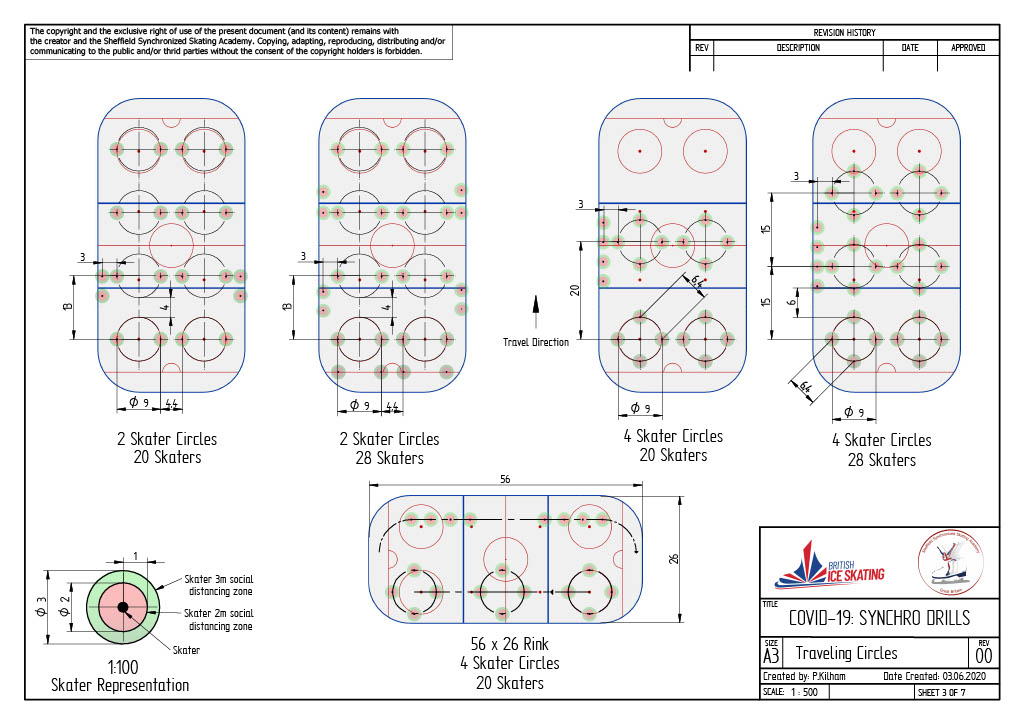 The copyright and the exclusive right of use of the present document (and its content) remains with
the creator and the Sheffield Synchronized Skating Academy. Copying, adapting, reproducing, distributing and/or
communicating to the public and/or thrid parties without the consent of the copyright holders is forbidden.
REVISION HISTORY
REV DESCRIPTION DATE APPROVED
3
13
4
Φ 9
4.4
2 Skater Circles
20 Skaters
3
13
4
Φ 9
4.4
2 Skater Circles
28 Skaters
Travel Direction
3
20
6.4
Φ 9
4 Skater Circles
20 Skaters
3
15
15
6
6.4
Φ 9
4 Skater Circles
28 Skaters
56
26
56 x 26 Rink
4 Skater Circles
20 Skaters
1
Φ 3
Φ 2
Skater 3m social
distancing zone
Skater 2m social
distancing zone
Skater
1:100
Skater Representation
BRITISH
ICE SKATING
Sheffield Synchronized Skating Academy
Great Britain
TITLE
COVID-19: SYNCHRO DRILLS
SIZE
A3
Traveling Circles
REV
00
Created by: P.Kilham Date Created: 03.06.2020
SCALE: 1 : 500 SHEET 3 OF 7